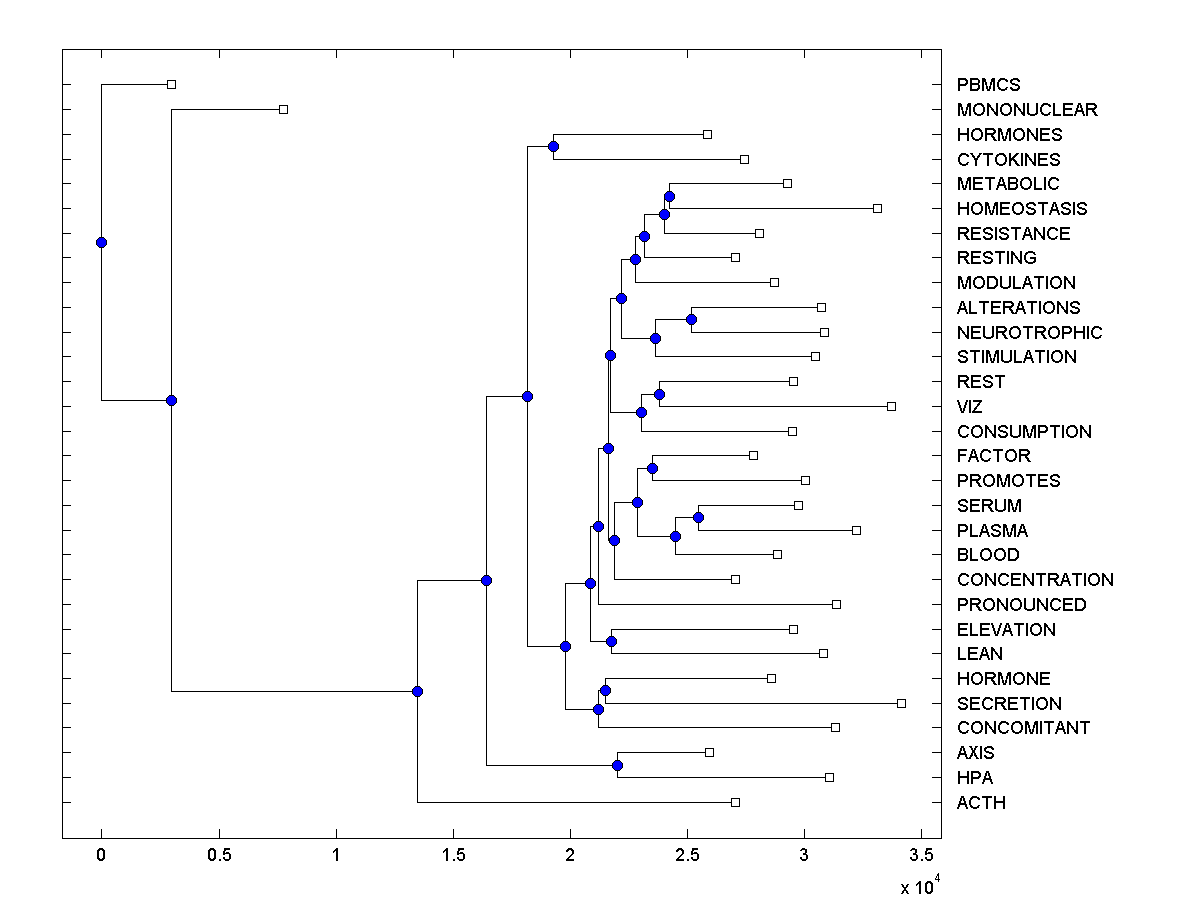 PBMCS
MONONUCLEAR
HORMONES
CYTOKINES
METABOLIC
HOMEOSTASIS
RESISTANCE
RESTING
MODULATION
ALTERATIONS
NEUROTROPHIC
STIMULATION
REST
VIZ
CONSUMPTION
FACTOR
PROMOTES
SERUM
PLASMA
BLOOD
CONCENTRATION
PRONOUNCED
ELEVATION
LEAN
HORMONE
SECRETION
CONCOMITANT
AXIS
HPA
ACTH
0 0.5 1 1.5 2 2.5 3 3.5
x 10^4